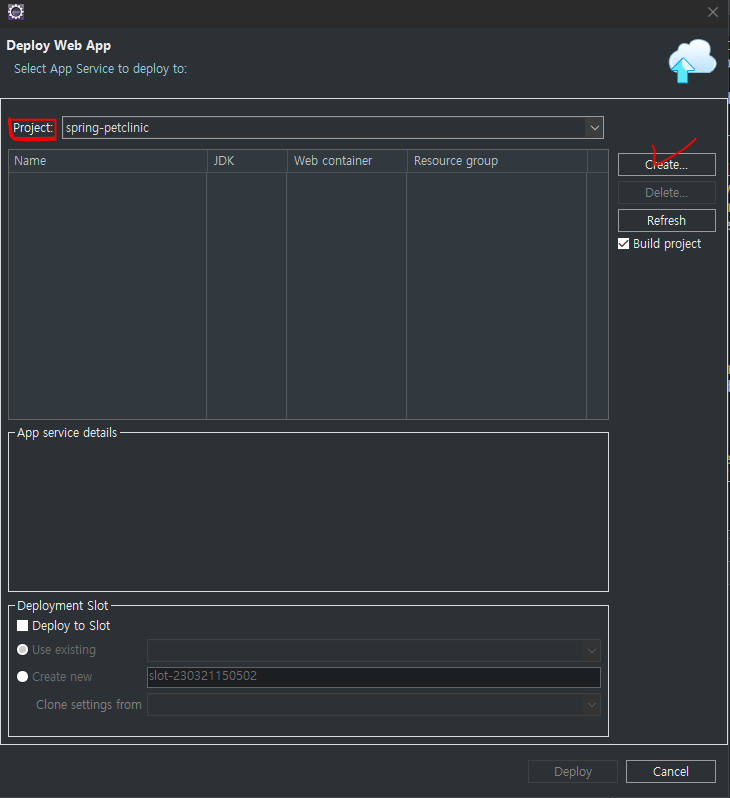 Deploy Web App
Select App Service to deploy to:
Project: spring-petclinic
Name JDK Web container Resource group
Create...
Delete...
Refresh
Build project
App service details
Deployment Slot
Deploy to Slot
Use existing
Create new slot-230321150502
Clone settings from
Deploy Cancel